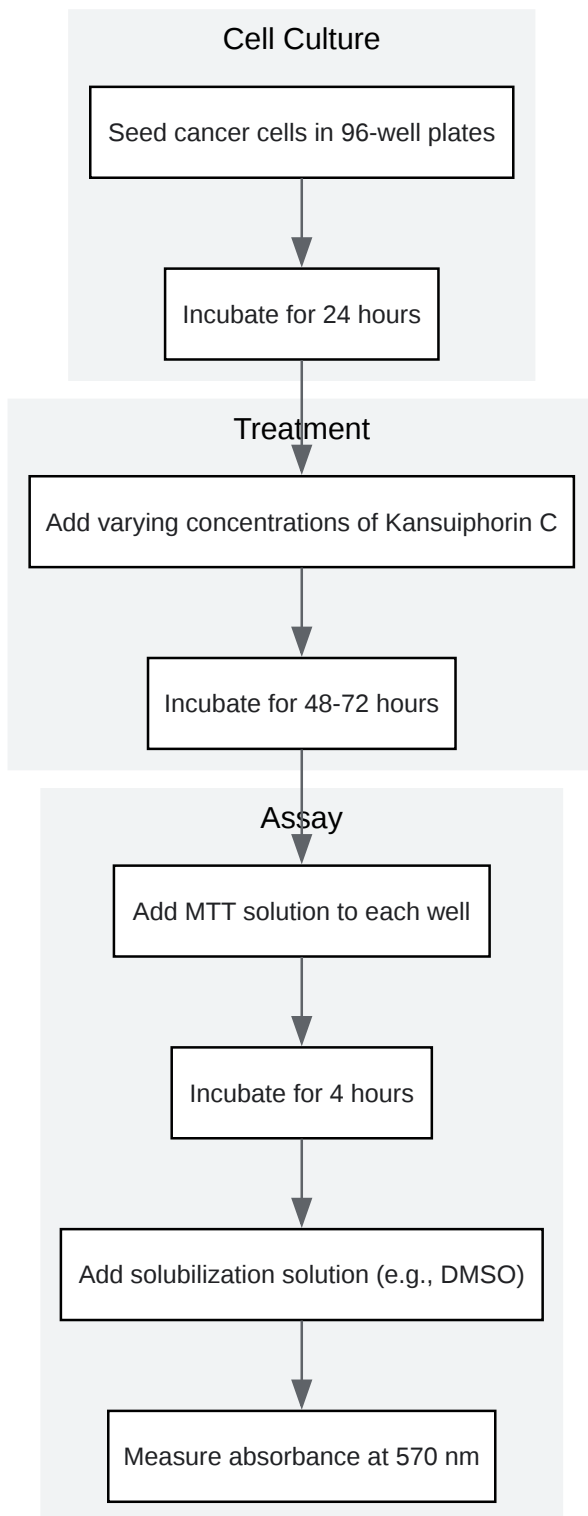 Cell Culture
Seed cancer cells in 96-well plates
Incubate for 24 hours
Treatment
Add varying concentrations of Kansuiphorin C
Incubate for 48-72 hours
Assay
Add MTT solution to each well
Incubate for 4 hours
Add solubilization solution (e.g., DMSO)
Measure absorbance at 570 nm